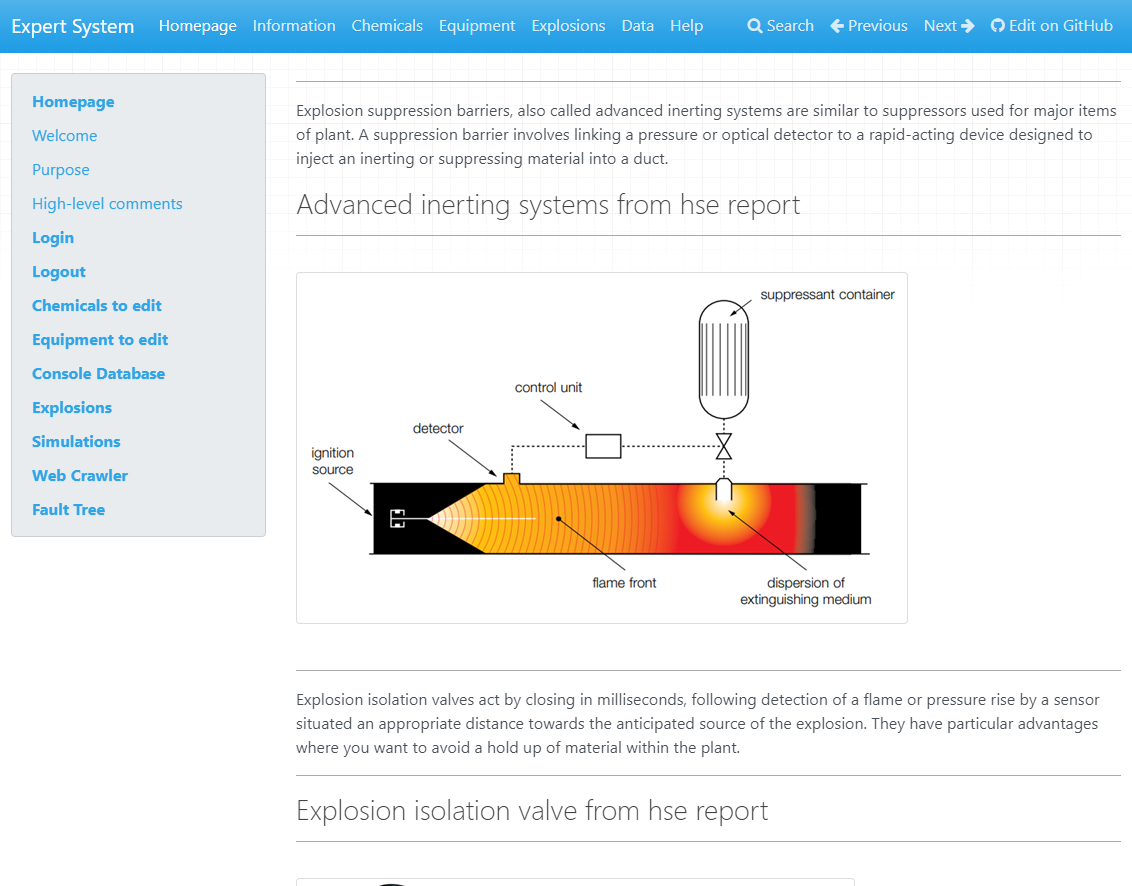 Expert System Homepage Information Chemicals Equipment Explosions Data Help Search Previous Next Edit on GitHub
Homepage
Welcome
Purpose
High-level comments
Login
Logout
Chemicals to edit
Equipment to edit
Console Database
Explosions
Simulations
Web Crawler
Fault Tree
Explosion suppression barriers, also called advanced inerting systems are similar to suppressors used for major items
of plant. A suppression barrier involves linking a pressure or optical detector to a rapid-acting device designed to
inject an inerting or suppressing material into a duct.
Advanced inerting systems from hse report
suppressant container
control unit
detector
ignition
source
flame front
dispersion of
extinguishing medium
Explosion isolation valves act by closing in milliseconds, following detection of a flame or pressure rise by a sensor
situated an appropriate distance towards the anticipated source of the explosion. They have particular advantages
where you want to avoid a hold up of material within the plant.
Explosion isolation valve from hse report